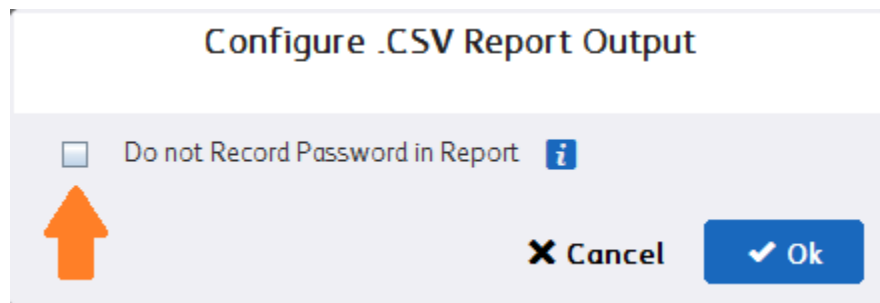 Configure .CSV Report Output
Do not Record Password in Report i
Cancel Ok